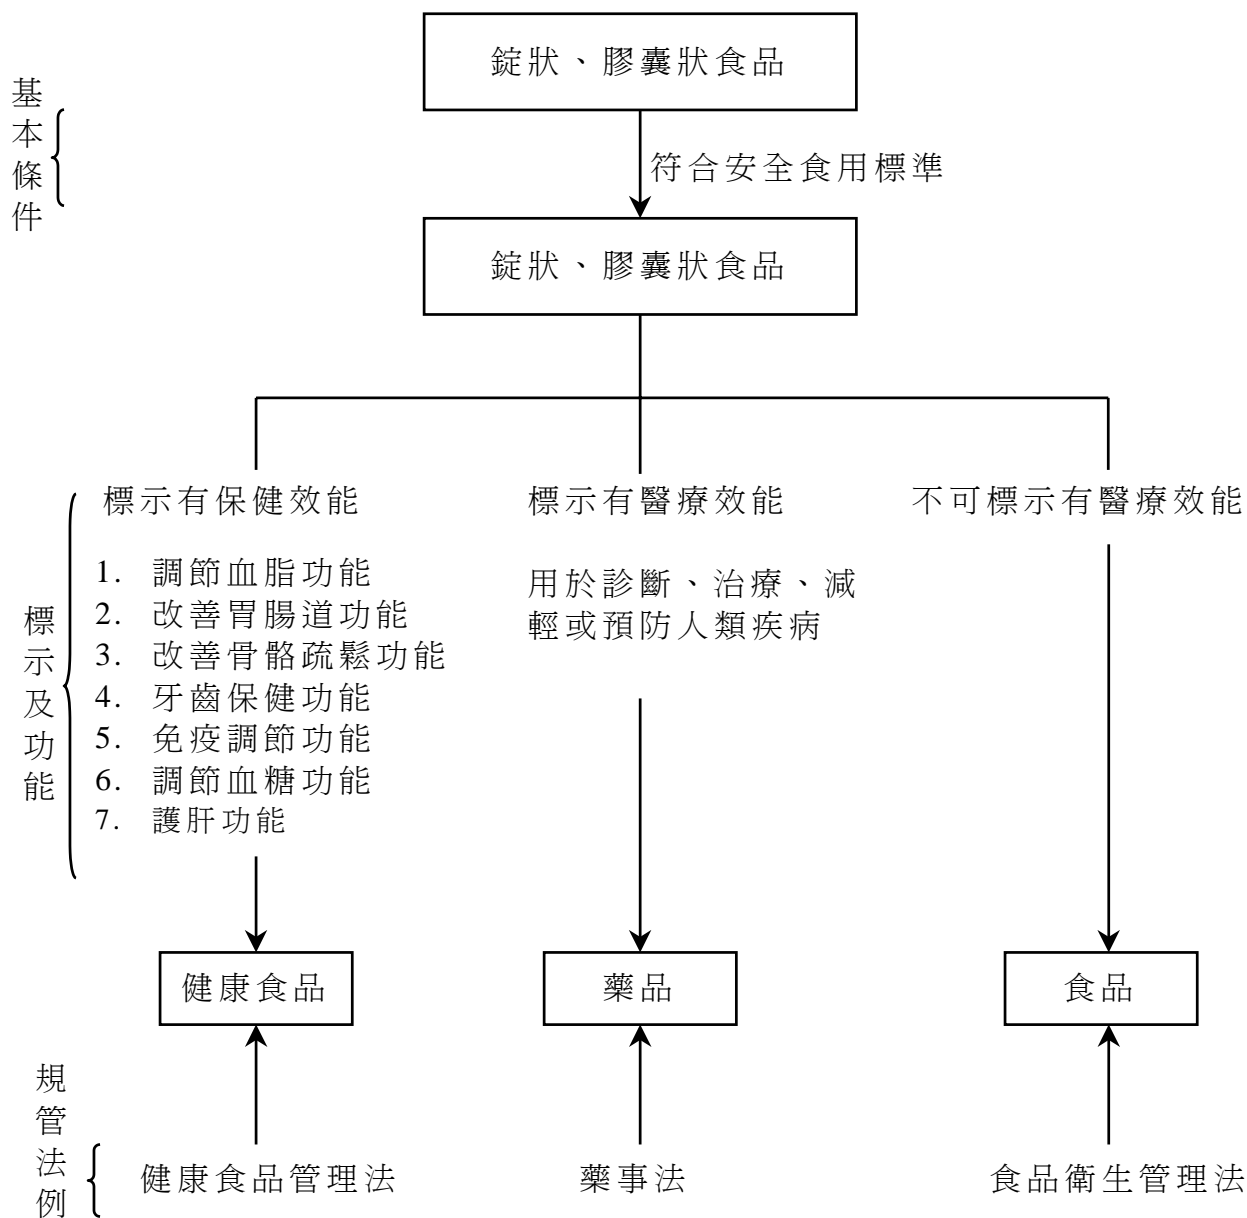 錠狀、膠囊狀食品
基本條件
符合安全食用標準
錠狀、膠囊狀食品
標示及功能
標示有保健效能
1. 調節血脂功能
2. 改善胃腸道功能
3. 改善骨骼疏鬆功能
4. 牙齒保健功能
5. 免疫調節功能
6. 調節血糖功能
7. 護肝功能
標示有醫療效能
用於診斷、治療、減
輕或預防人類疾病
不可標示有醫療效能
健康食品
藥品
食品
規管法例
健康食品管理法
藥事法
食品衛生管理法